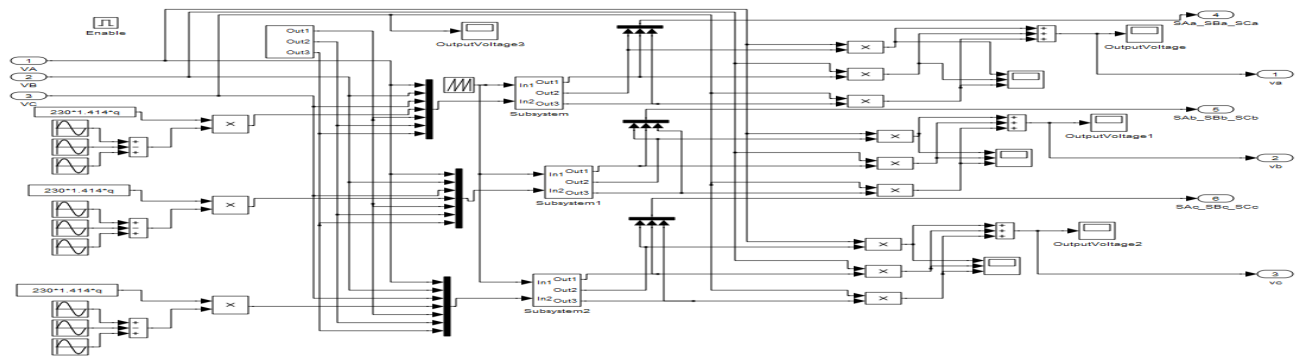 Enable
Out1
Out2
Out3
OutputVoltage3
4
SAa_SBa_SCa
OutputVoltage
1
VA
2
VB
3
VC
In1
In2
Out1
Out2
Out3
Subsystem
1
va
230*1.414*q
5
SAb_SBb_SCb
OutputVoltage1
2
vb
In1
In2
Out1
Out2
Out3
Subsystem1
230*1.414*q
6
SAc_SBc_SCc
OutputVoltage2
3
vc
In1
In2
Out1
Out2
Out3
Subsystem2
230*1.414*q